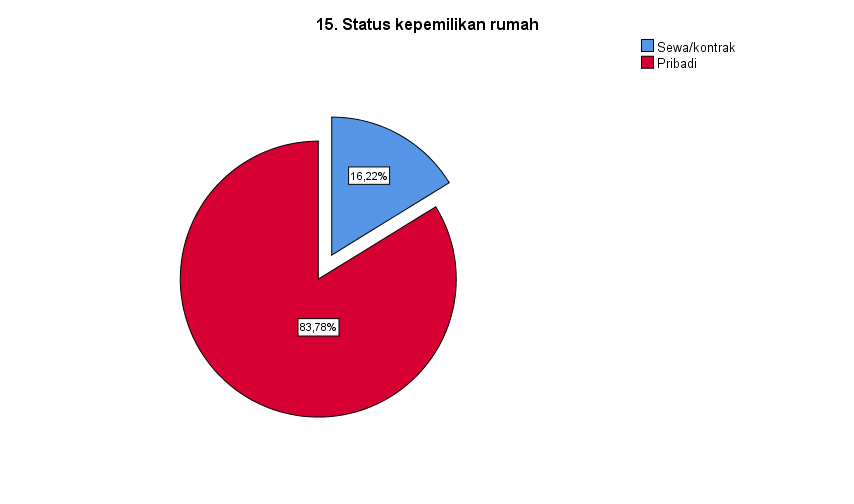 15. Status kepemilikan rumah
Sewa/kontrak
Pribadi
16,22%
83,78%